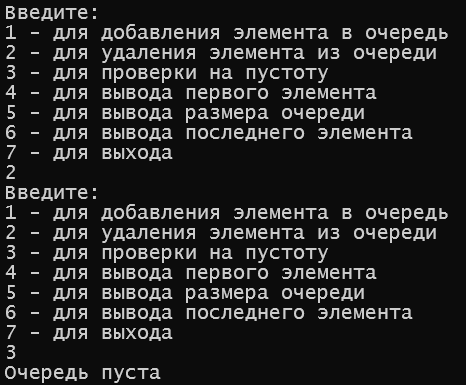 Введите:
1 - для добавления элемента в очередь
2 - для удаления элемента из очереди
3 - для проверки на пустоту
4 - для вывода первого элемента
5 - для вывода размера очереди
6 - для вывода последнего элемента
7 - для выхода
2
Введите:
1 - для добавления элемента в очередь
2 - для удаления элемента из очереди
3 - для проверки на пустоту
4 - для вывода первого элемента
5 - для вывода размера очереди
6 - для вывода последнего элемента
7 - для выхода
3
Очередь пуста